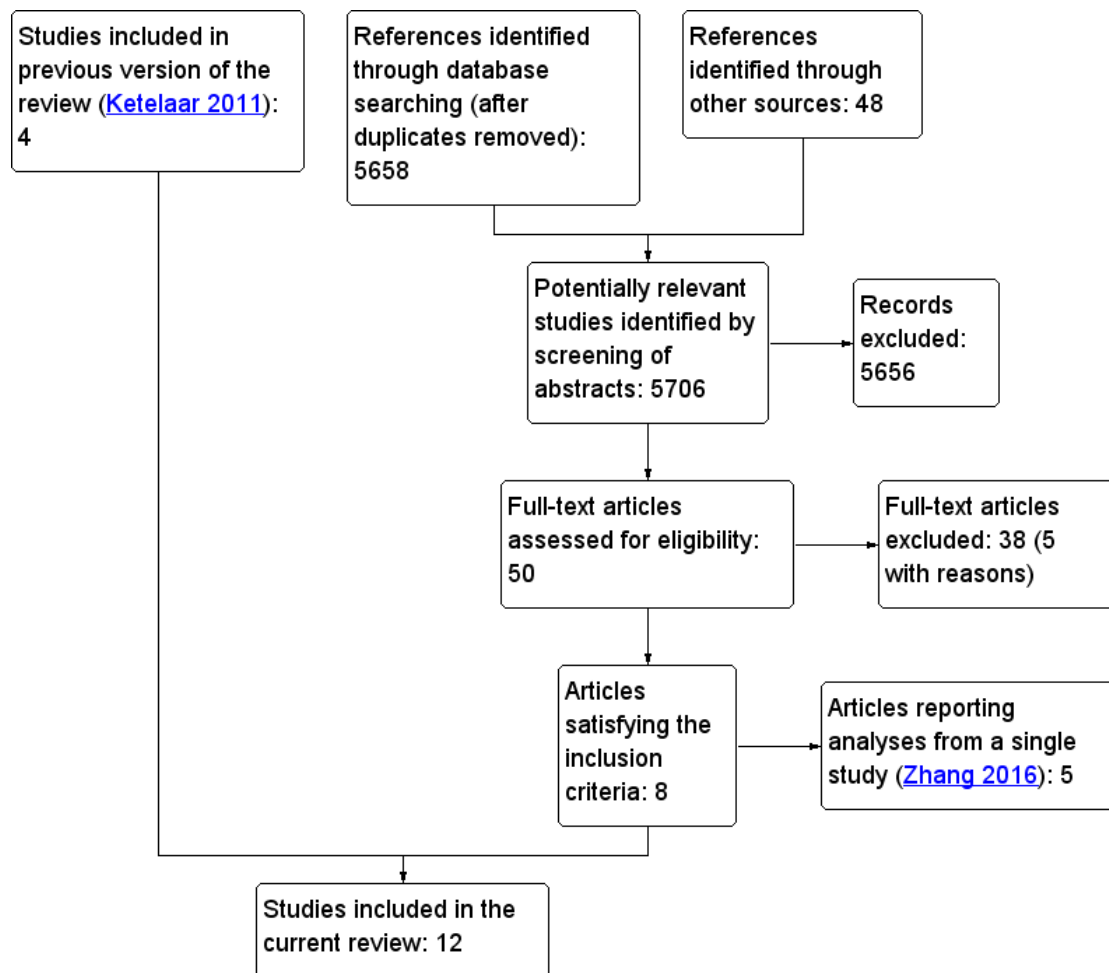 Studies included in
previous version of the
review (Ketelaar 2011):
4
References identified
through database
searching (after
duplicates removed):
5658
References
identified through
other sources: 48
Potentially relevant
studies identified by
screening of
abstracts: 5706
Records
excluded:
5656
Full-text articles
assessed for eligibility:
50
Full-text articles
excluded: 38 (5
with reasons)
Articles
satisfying the
inclusion
criteria: 8
Articles reporting
analyses from a single
study (Zhang 2016): 5
Studies included in the
current review: 12